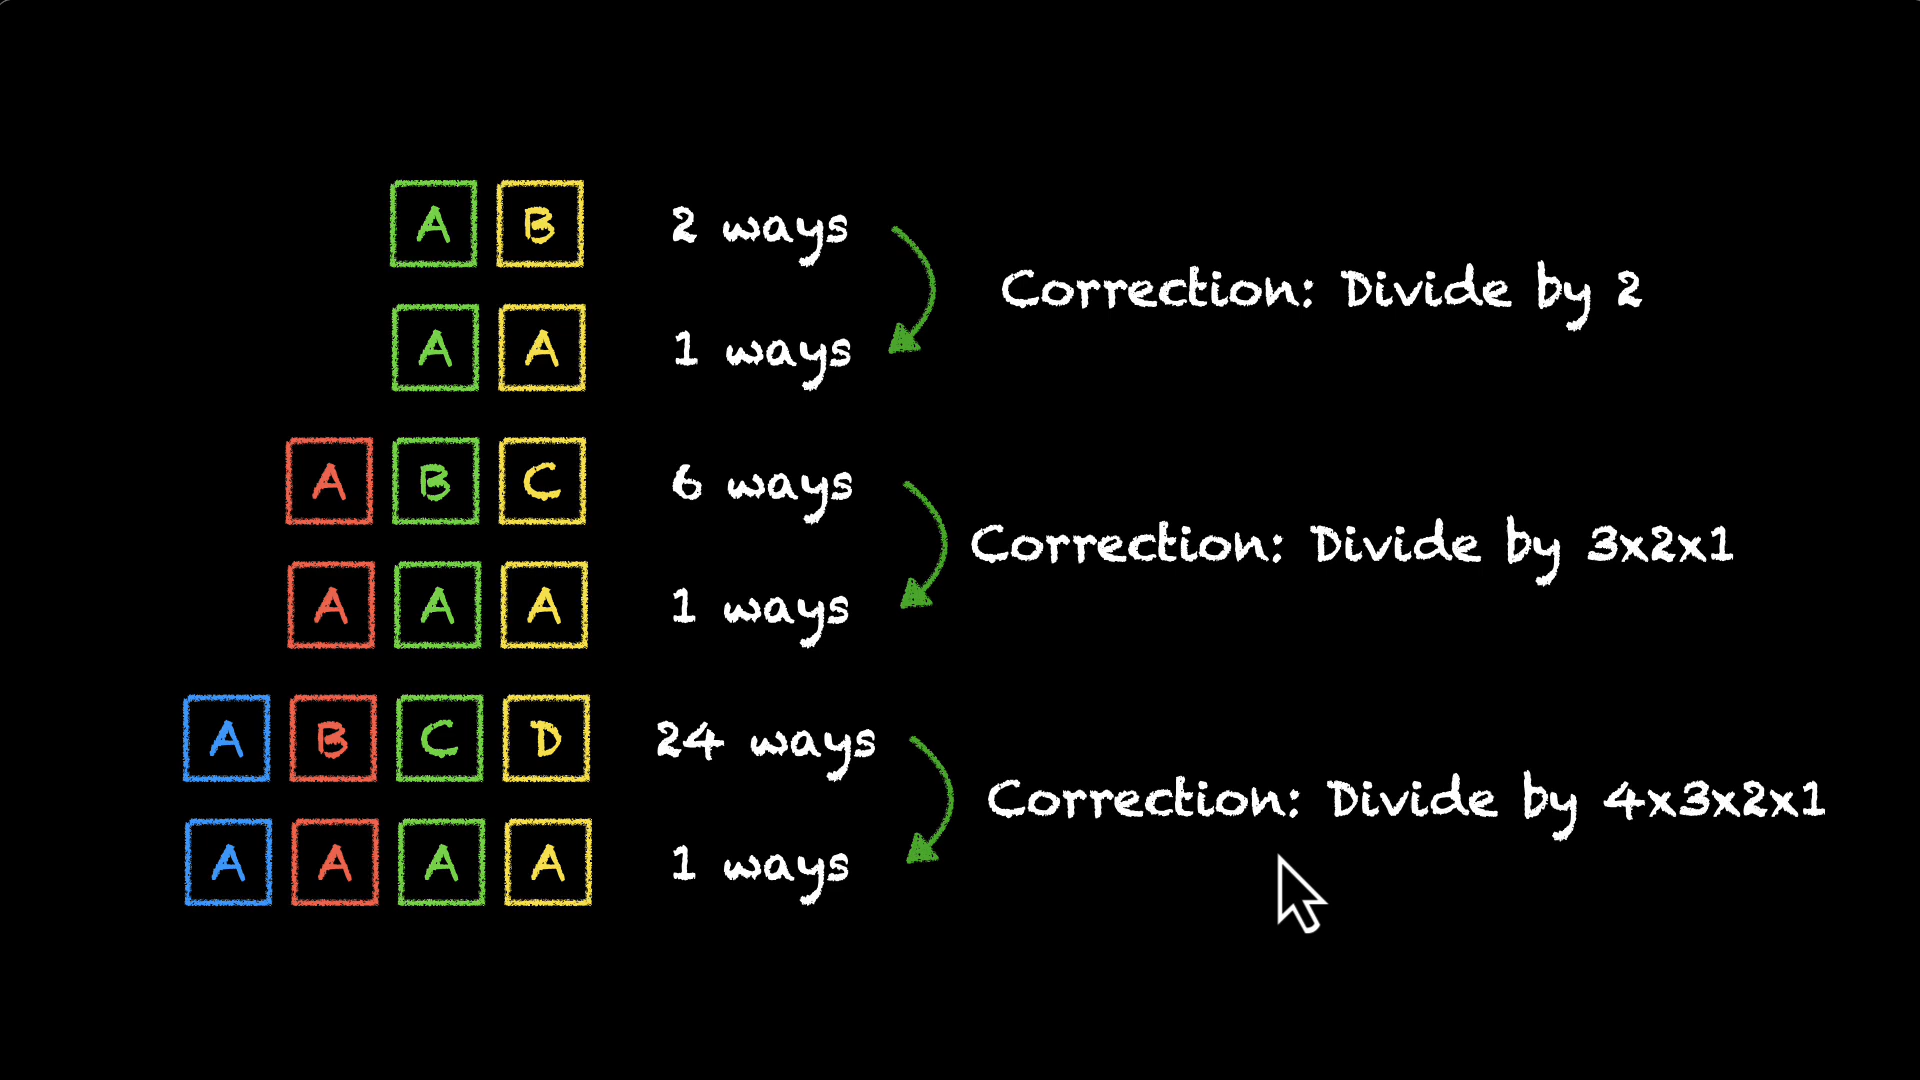 A B 2 ways
Correction: Divide by 2
A A 1 ways
A B C 6 ways
Correction: Divide by 3x2x1
A A A 1 ways
A B C D 24 ways
Correction: Divide by 4x3x2x1
A A A A 1 ways